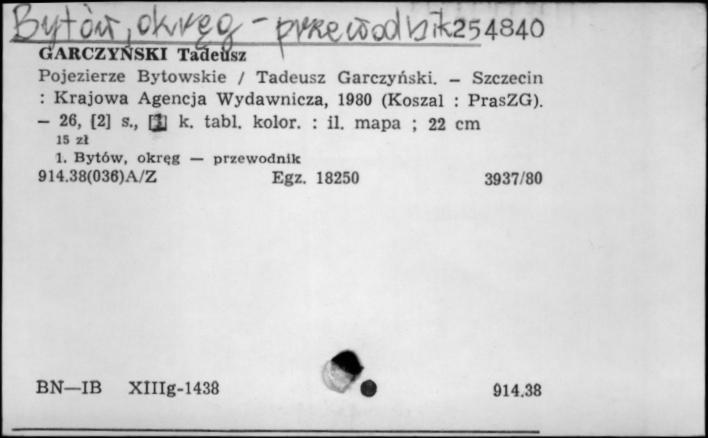 Bytów, okręg - przewodnik 254840
GARCZYŃSKI Tadeusz
Pojezierze Bytowskie / Tadeusz Garczyński. – Szczecin
: Krajowa Agencja Wydawnicza, 1980 (Koszal : PrasZG).
– 26, [2] s., [1] k. tabl. kolor. : il. mapa ; 22 cm
15 zł
1. Bytów, okręg — przewodnik
914.38(036)A/Z Egz. 18250 3937/80
BN—IB XIIIg-1438 914.38